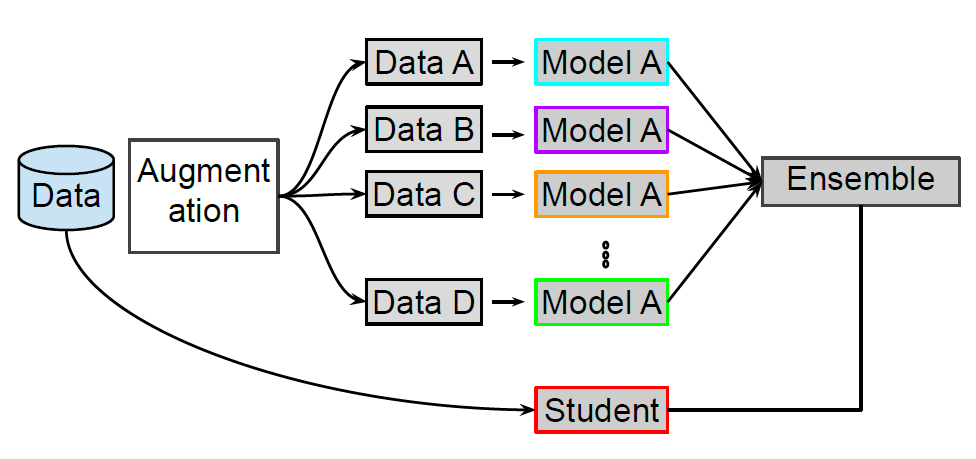 Data
Augment
ation
Data A
Model A
Data B
Model A
Data C
Model A
Data D
Model A
Ensemble
Student